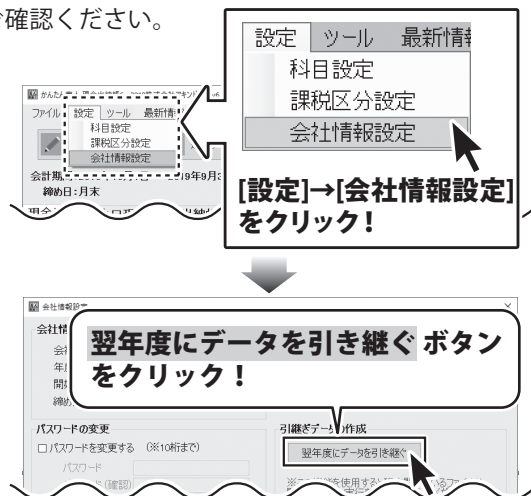 確認ください。
設定 ツール 最新情
科目設定
課税区分設定
会社情報設定
ファイル 設定 ツール 最新情
科目設定
課税区分設定
会社情報設定
締め日:月末
[設定]→[会社情報設定]
をクリック!
会社情報設定
翌年度にデータを引き継ぐ ボタン
をクリック!
パスワードの変更
パスワードを変更する (※10桁まで)
パスワード
(確認)
引継ぎデータの作成
翌年度にデータを引き継ぐ